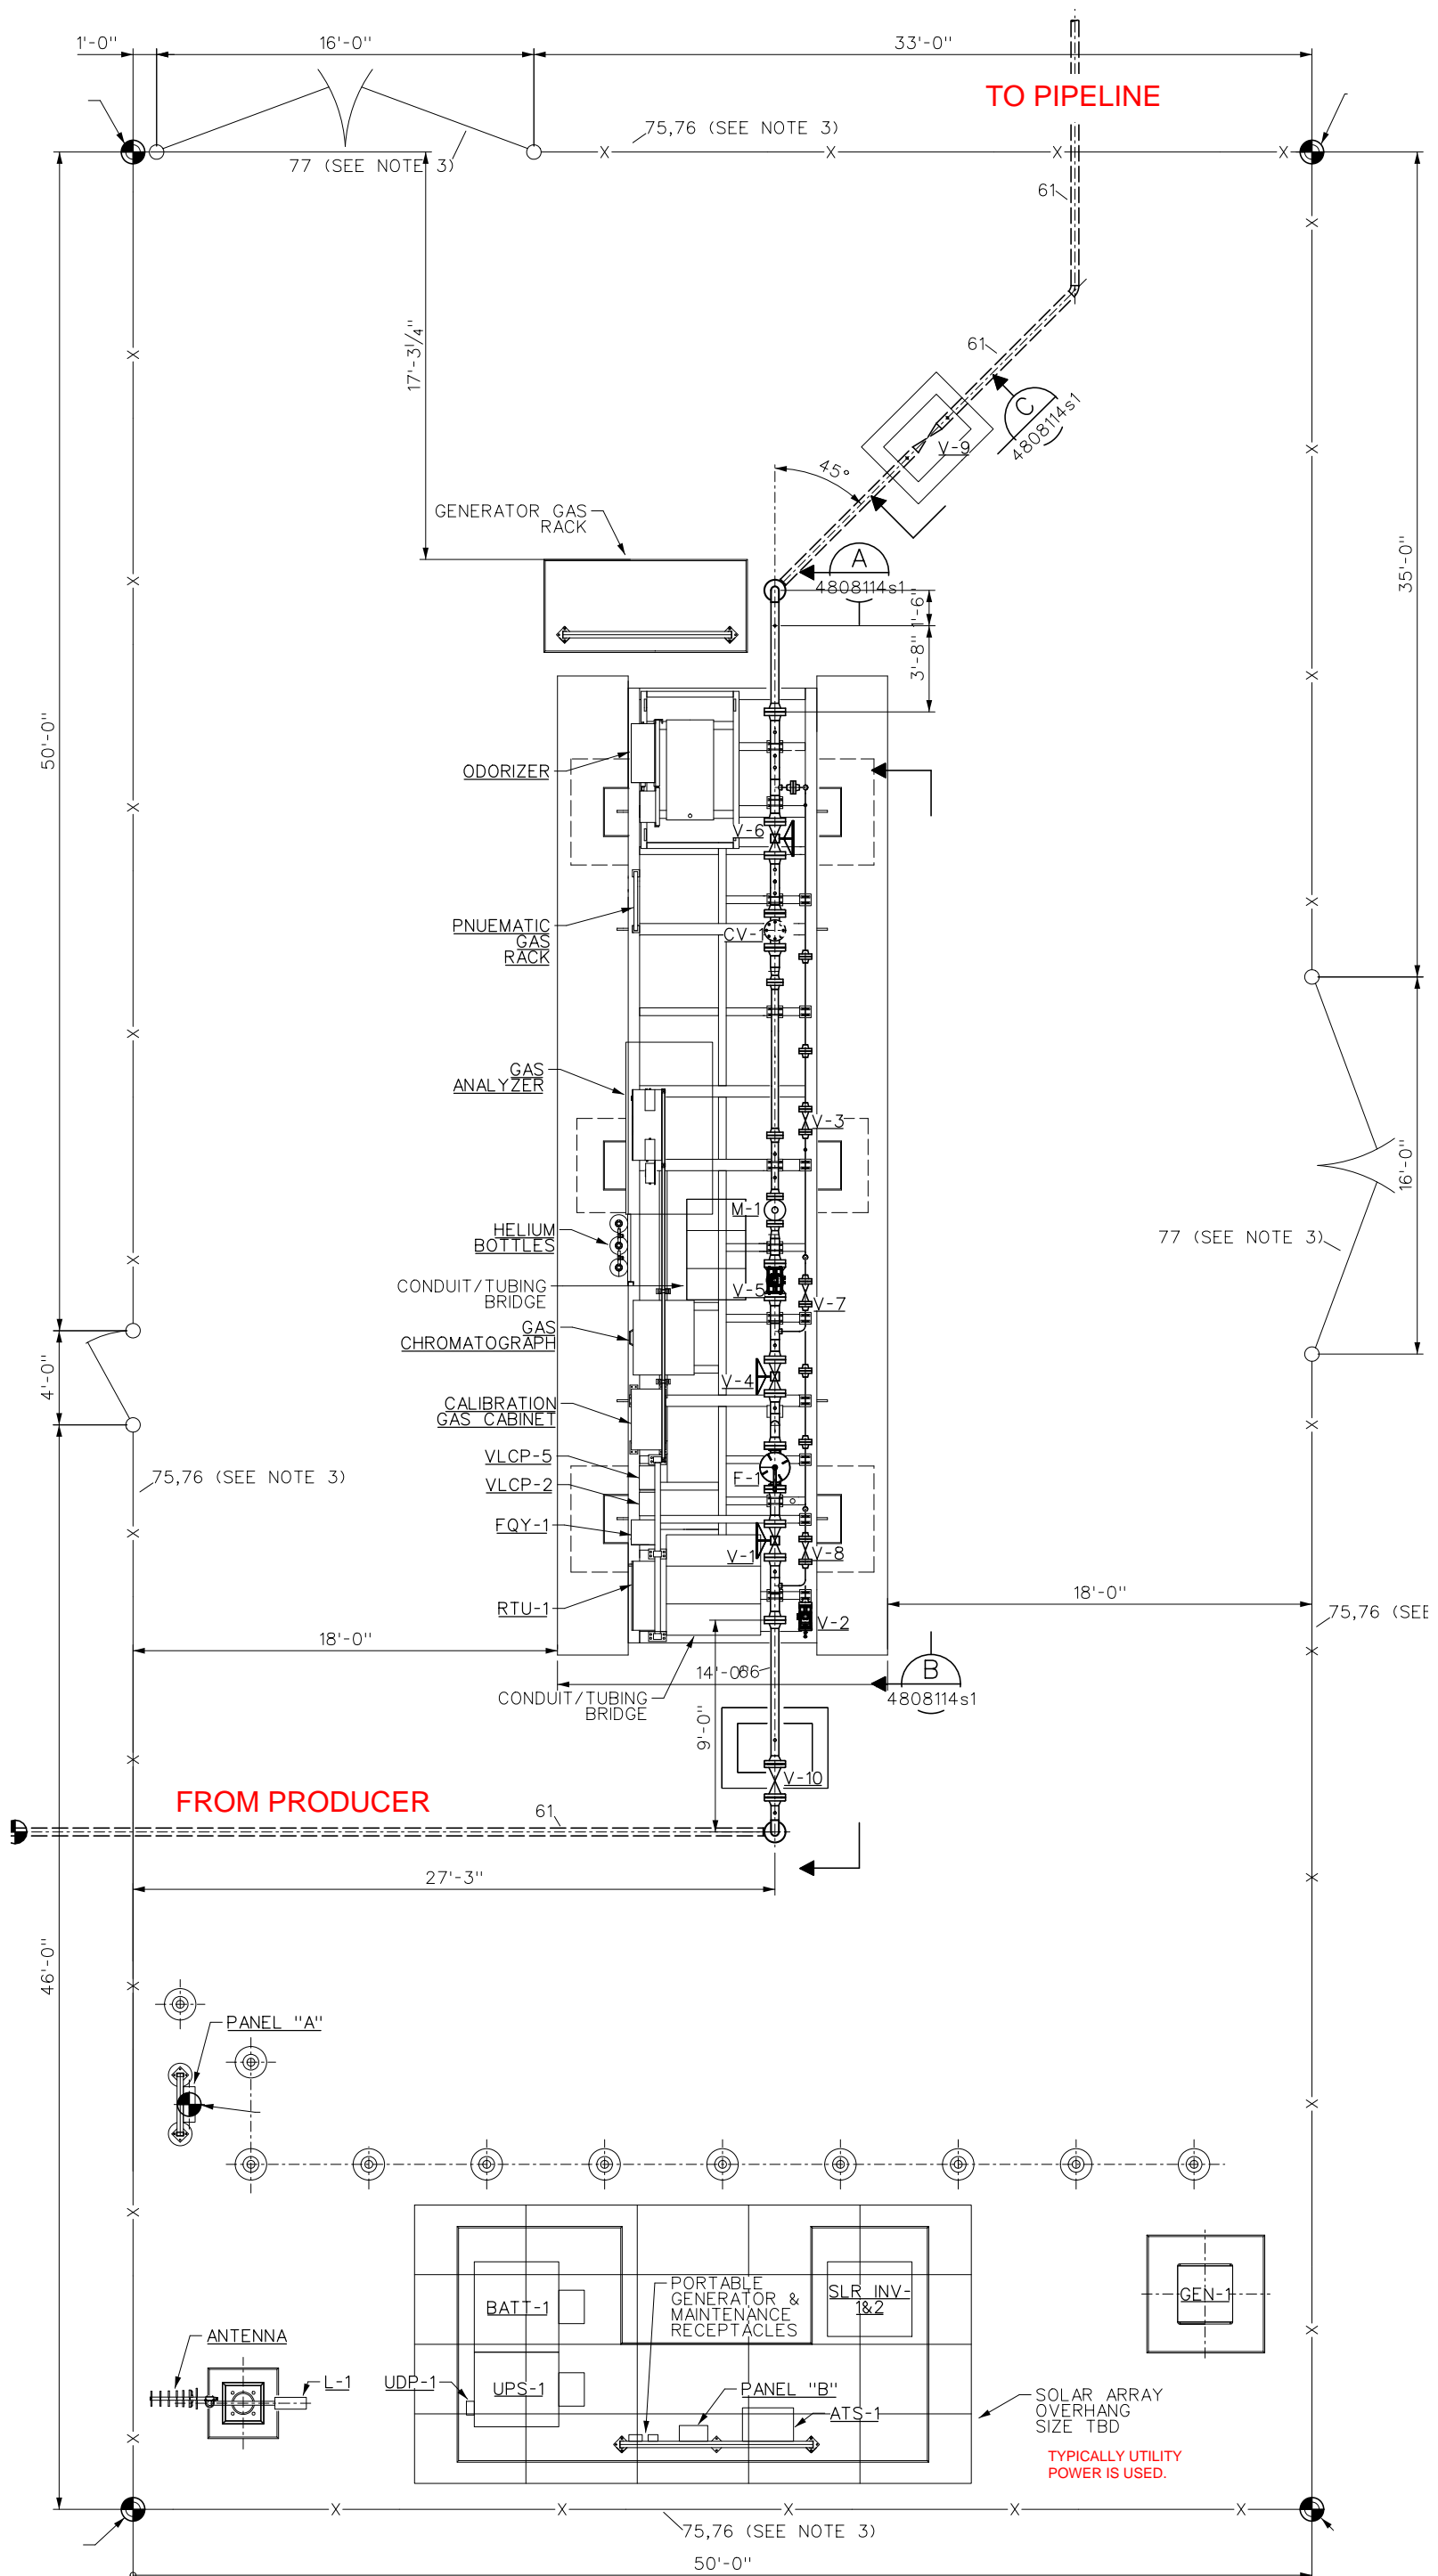 1'-0"
16'-0"
33'-0"
TO PIPELINE
75,76 (SEE NOTE 3)
77 (SEE NOTE 3)
61
17'-3 1/4"
61
C
4808114s1
V-9
45°
GENERATOR GAS
RACK
A
4808114s1
1'-6"
3'-8"
35'-0"
50'-0"
ODORIZER
V-6
PNUEMATIC
GAS
RACK
CV-1
GAS
ANALYZER
V-3
16'-0"
M-1
HELIUM
BOTTLES
77 (SEE NOTE 3)
CONDUIT/TUBING
BRIDGE
V-5
V-7
GAS
CHROMATOGRAPH
4'-0"
V-4
CALIBRATION
GAS CABINET
VLCP-5
75,76 (SEE NOTE 3)
F-1
VLCP-2
FQY-1
V-1
V-8
18'-0"
RTU-1
V-2
75,76 (SEE
18'-0"
14'-0"
66
B
4808114s1
CONDUIT/TUBING
BRIDGE
9'-0"
V-10
FROM PRODUCER
61
27'-3"
46'-0"
PANEL "A"
PORTABLE
GENERATOR &
MAINTENANCE
RECEPTACLES
SLR INV-
1&2
GEN-1
BATT-1
ANTENNA
L-1
UDP-1
UPS-1
PANEL "B"
ATS-1
SOLAR ARRAY
OVERHANG
SIZE TBD
TYPICALLY UTILITY
POWER IS USED.
75,76 (SEE NOTE 3)
50'-0"